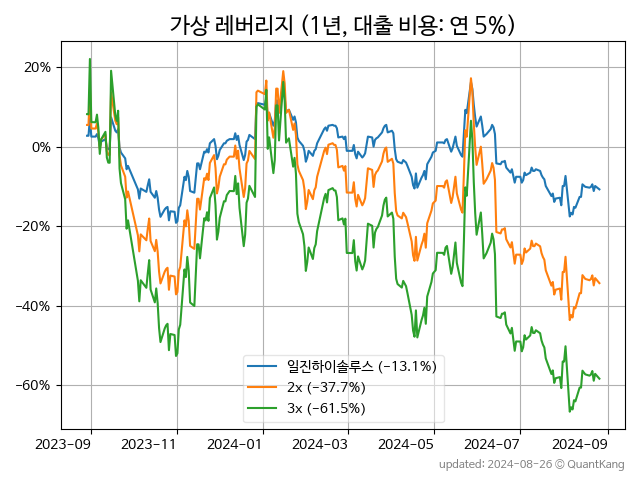 가상 레버리지 (1년, 대출 비용: 연 5%)
20%
0%
−20%
−40%
−60%
일진하이솔루스 (−13.1%)
2x (−37.7%)
3x (−61.5%)
2023-09 2023-11 2024-01 2024-03 2024-05 2024-07 2024-09
updated: 2024-08-26 © QuantKang